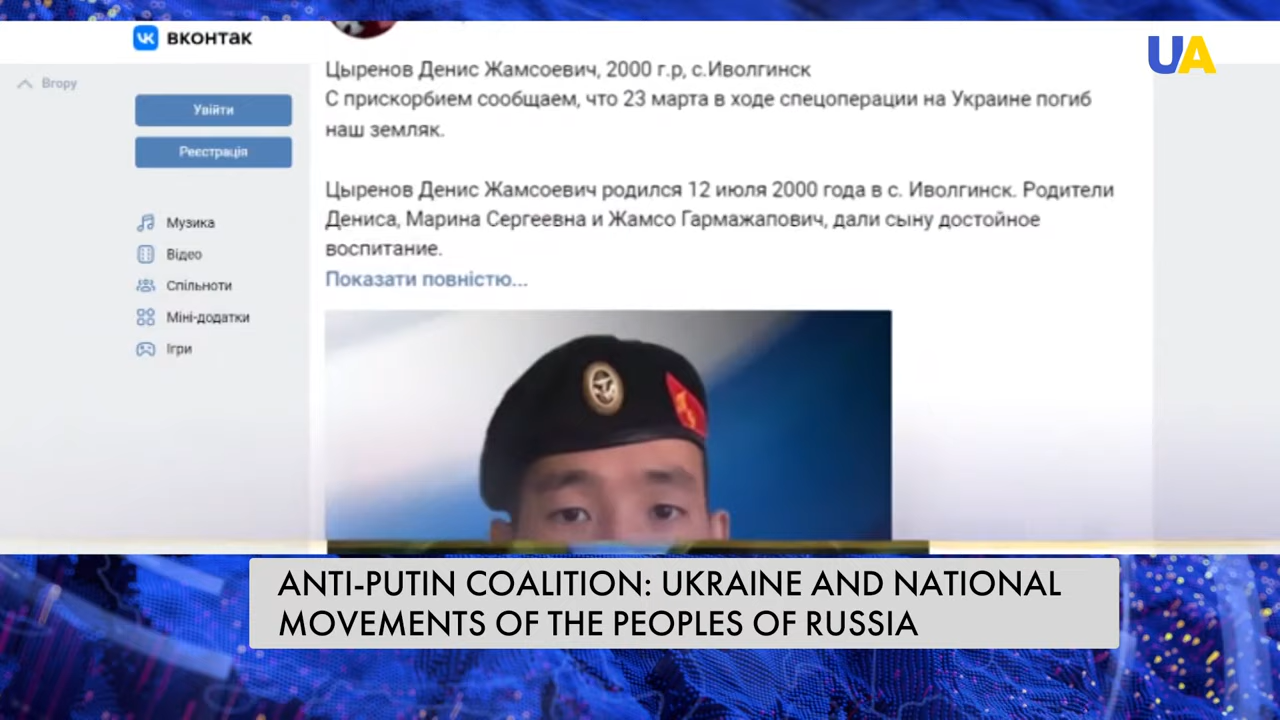 вконтак
UA
Вгору
Увійти
Реєстрація
Музика
Відео
Спільноти
Міні-додатки
Ігри
Цыренов Денис Жамсоевич, 2000 г.р, с.Иволгинск
С прискорбием сообщаем, что 23 марта в ходе спецоперации на Украине погиб
наш земляк.
Цыренов Денис Жамсоевич родился 12 июля 2000 года в с. Иволгинск. Родители
Дениса, Марина Сергеевна и Жамсо Гармажапович, дали сыну достойное
воспитание.
Показати повністю...
ANTI-PUTIN COALITION: UKRAINE AND NATIONAL
MOVEMENTS OF THE PEOPLES OF RUSSIA